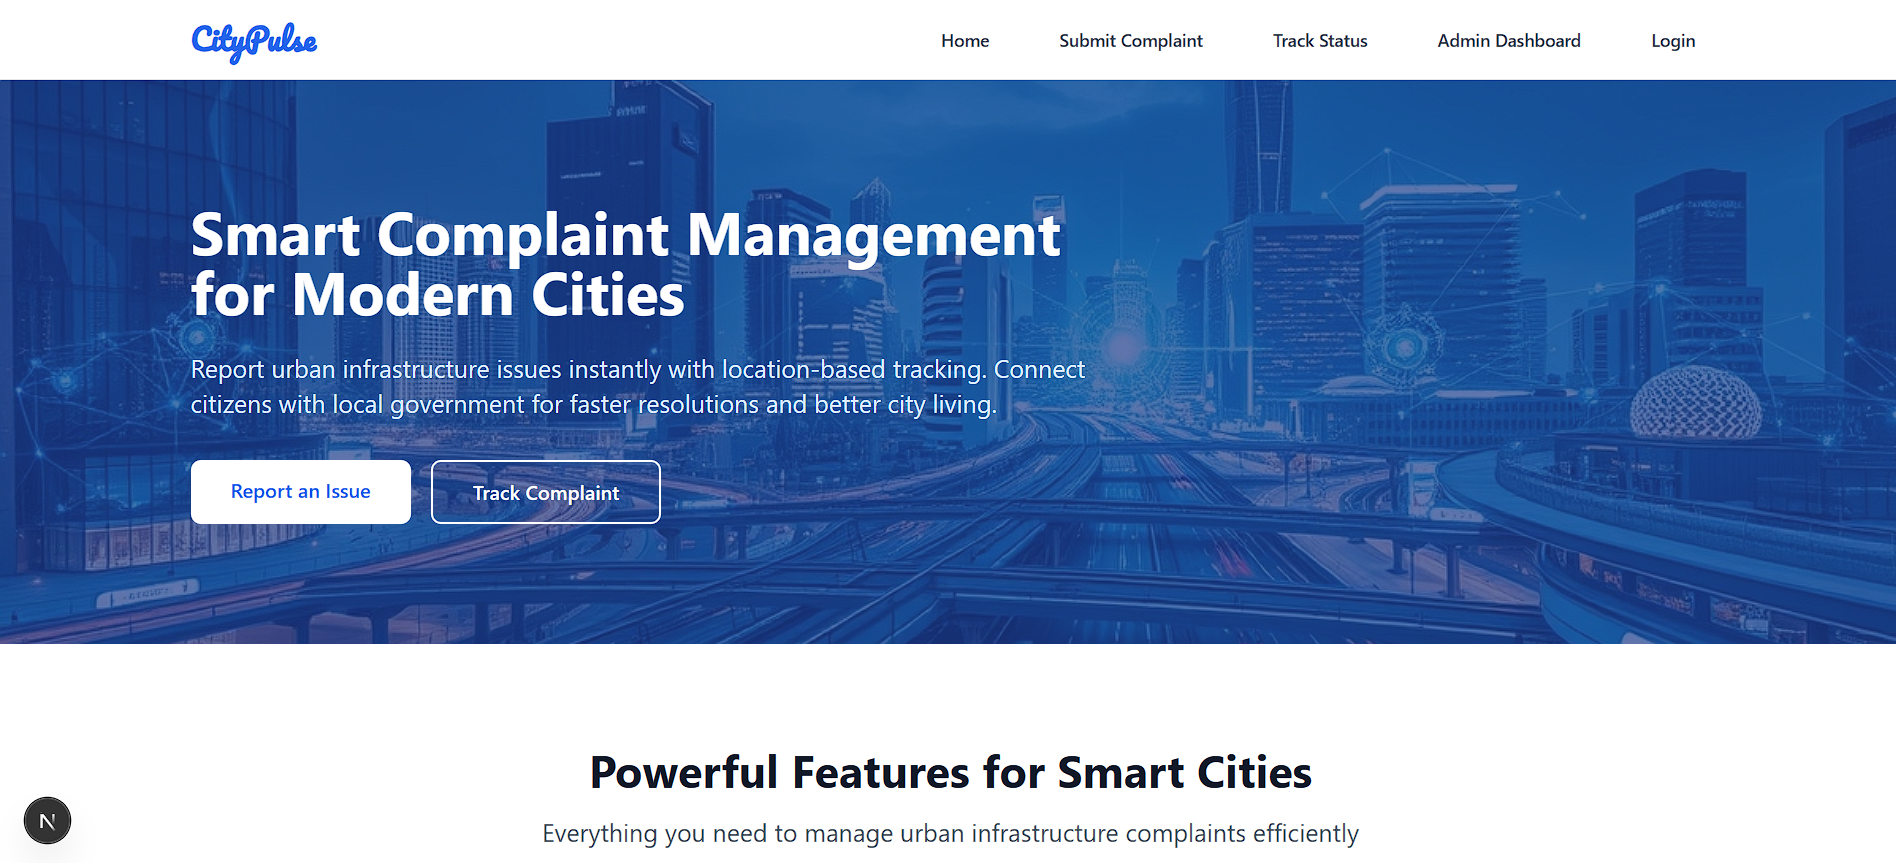 CityPulse
Home
Submit Complaint
Track Status
Admin Dashboard
Login
Smart Complaint Management
for Modern Cities
Report urban infrastructure issues instantly with location-based tracking. Connect
citizens with local government for faster resolutions and better city living.
Report an Issue
Track Complaint
Powerful Features for Smart Cities
Everything you need to manage urban infrastructure complaints efficiently
N